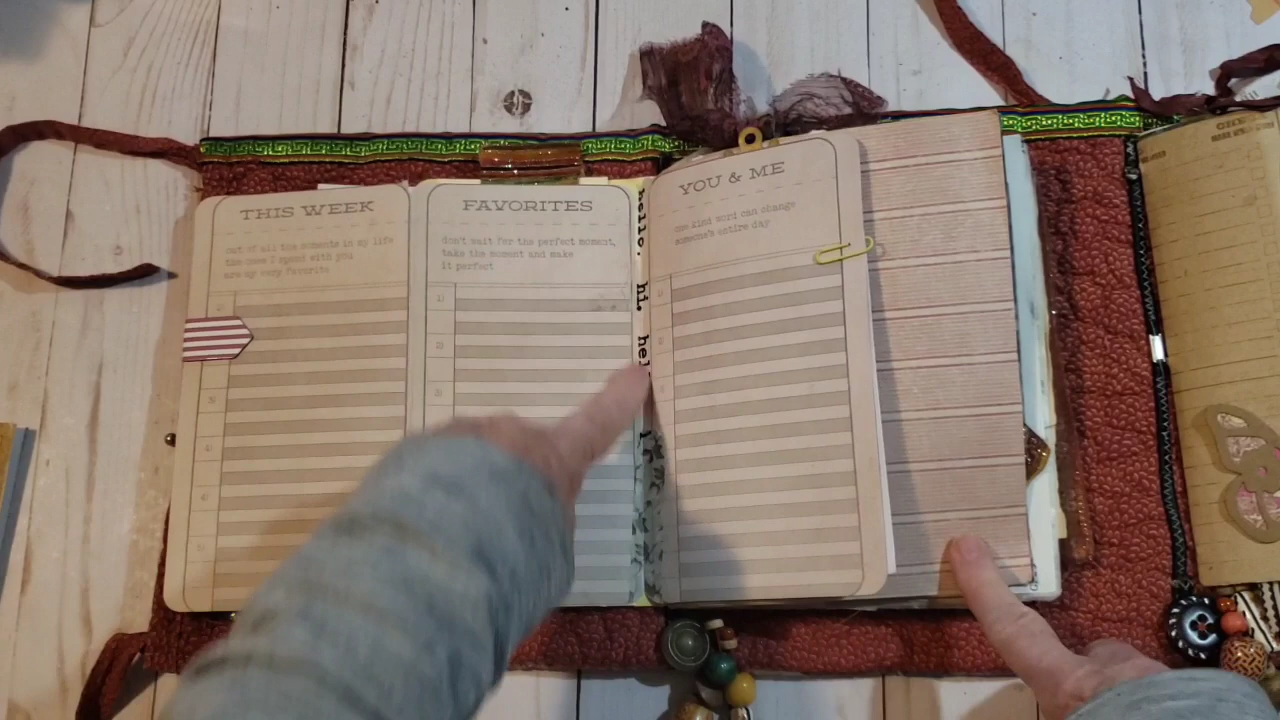 THIS WEEK
out of all the moments in my life
the ones I spend with you
are my very favorite
FAVORITES
don't wait for the perfect moment,
take the moment and make
it perfect
1)
2)
3)
hello.
hi.
hel
YOU & ME
one kind word can change
someone's entire day